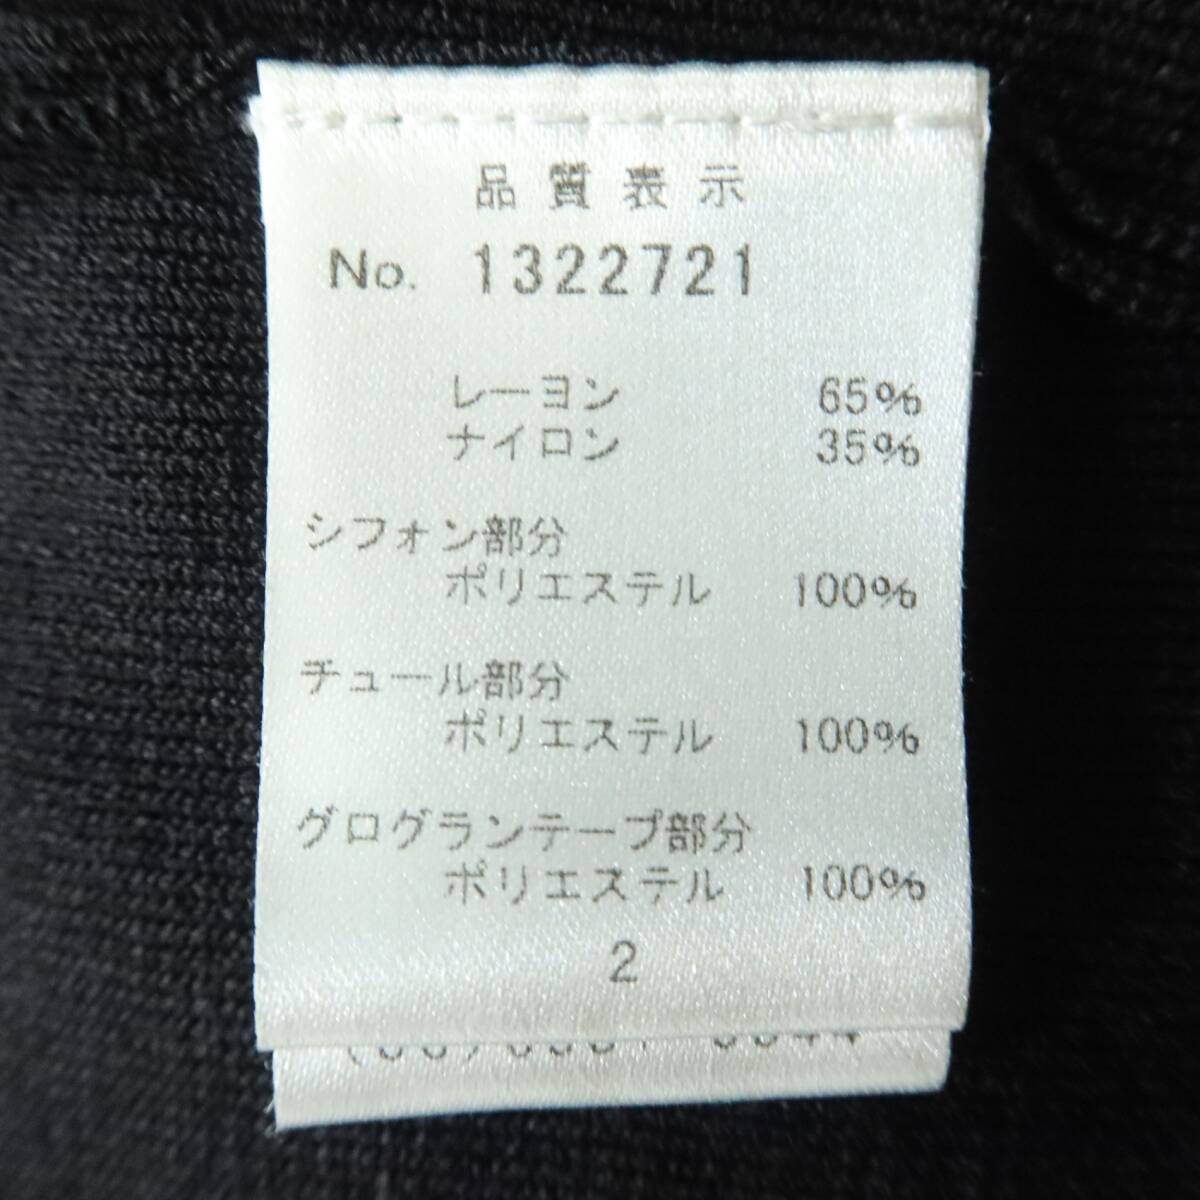 品質表示
No. 1322721
レーヨン 65%
ナイロン 35%
シフォン部分
ポリエステル 100%
チュール部分
ポリエステル 100%
グログランテープ部分
ポリエステル 100%
2